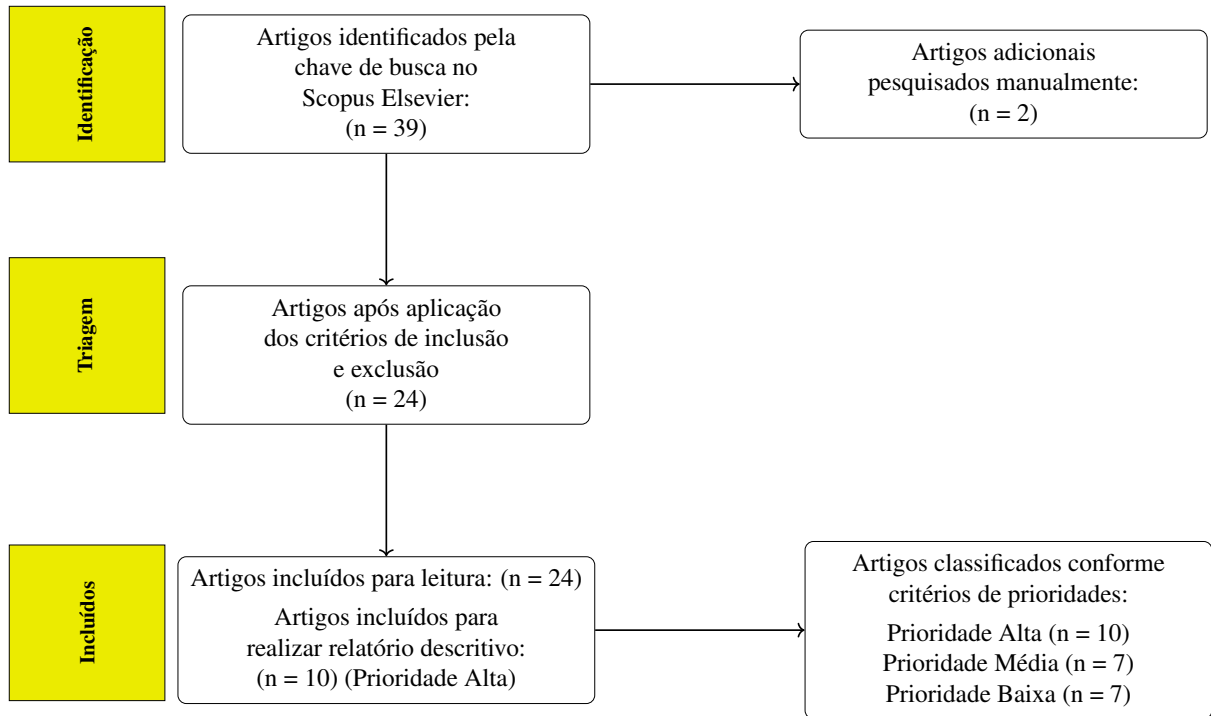 Identificação
Artigos identificados pela
chave de busca no
Scopus Elsevier:
(n = 39)
Artigos adicionais
pesquisados manualmente:
(n = 2)
Triagem
Artigos após aplicação
dos critérios de inclusão
e exclusão
(n = 24)
Incluídos
Artigos incluídos para leitura: (n = 24)
Artigos incluídos para
realizar relatório descritivo:
(n = 10) (Prioridade Alta)
Artigos classificados conforme
critérios de prioridades:
Prioridade Alta (n = 10)
Prioridade Média (n = 7)
Prioridade Baixa (n = 7)